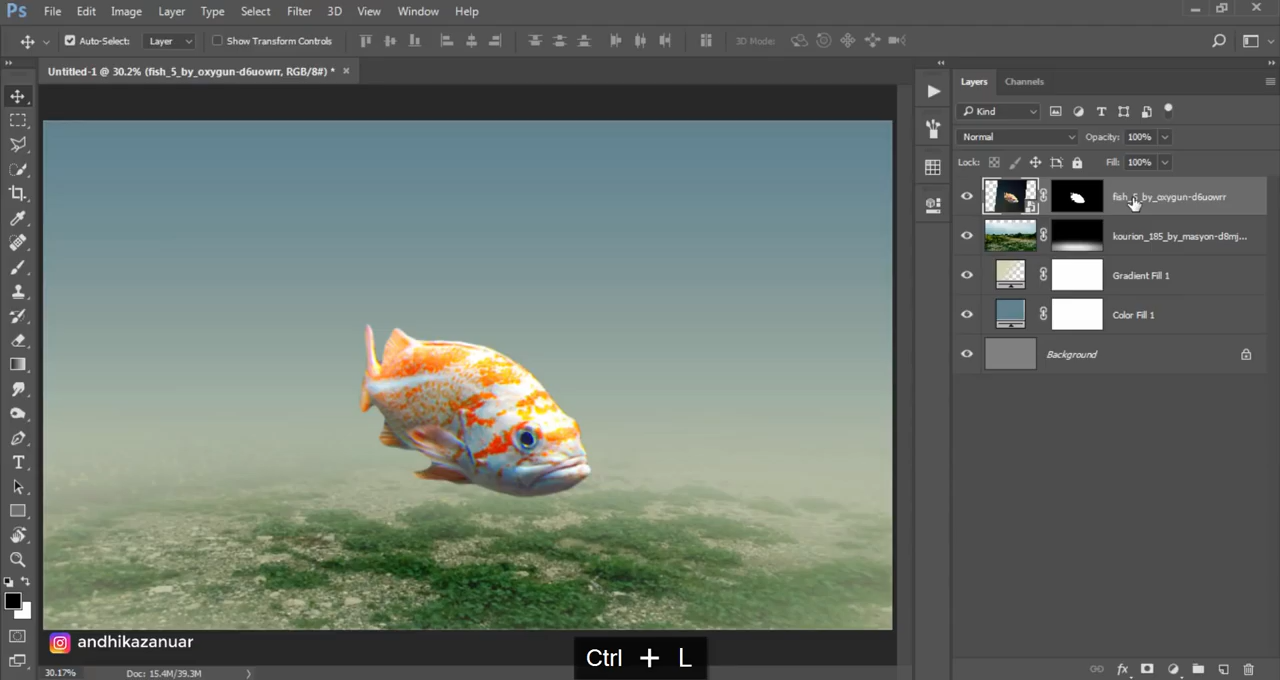 Ps File Edit Image Layer Type Select Filter 3D View Window Help
Auto-Select: Layer Show Transform Controls 3D Mode:
Untitled-1 @ 30.2% (fish_5_by_oxygun-d6uowrr, RGB/8#) * ×
Layers Channels
Kind
Normal Opacity: 100%
Lock: Fill: 100%
fish_5_by_oxygun-d6uowrr
kourion_185_by_masyon-d8mj...
Gradient Fill 1
Color Fill 1
Background
andhikazanuar
Ctrl + L
30.17% Doc: 15.4M/39.3M
fx